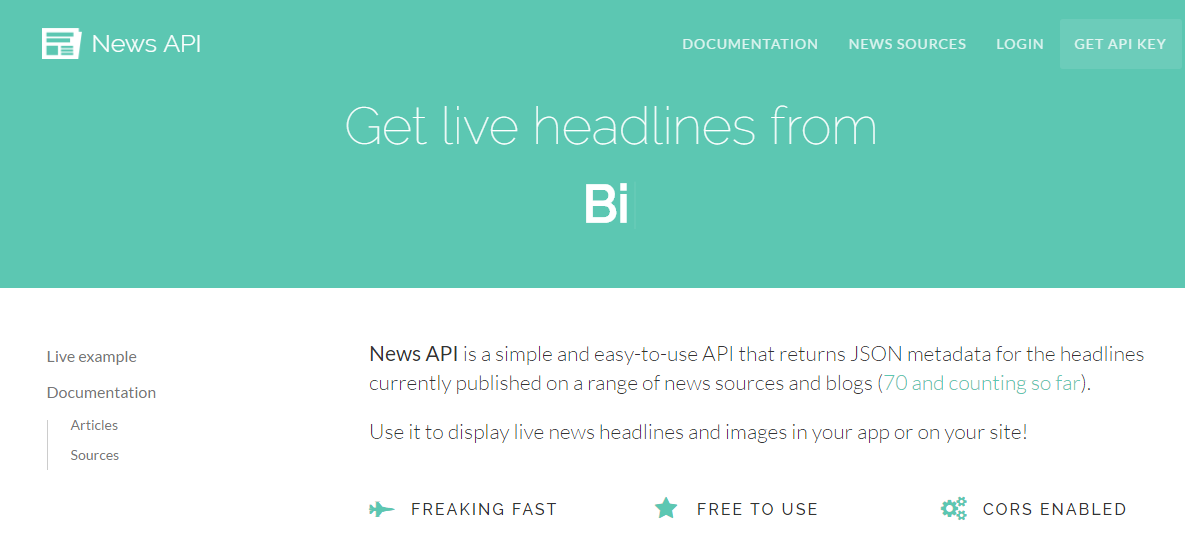 News API
DOCUMENTATION
NEWS SOURCES
LOGIN
GET API KEY
Get live headlines from
Bi
Live example
Documentation
Articles
Sources
News API is a simple and easy-to-use API that returns JSON metadata for the headlines
currently published on a range of news sources and blogs (70 and counting so far).
Use it to display live news headlines and images in your app or on your site!
FREAKING FAST
FREE TO USE
CORS ENABLED